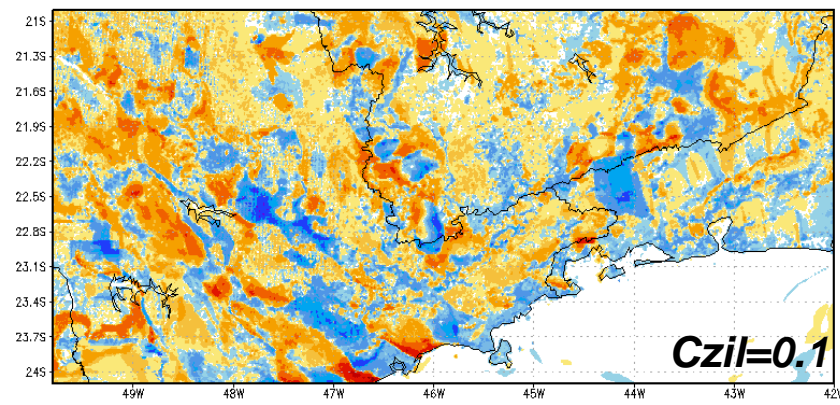 21S
21.3S
21.6S
21.9S
22.2S
22.5S
22.8S
23.1S
23.4S
23.7S
24S
Czil=0.1
49W 48W 47W 46W 45W 44W 43W 42W